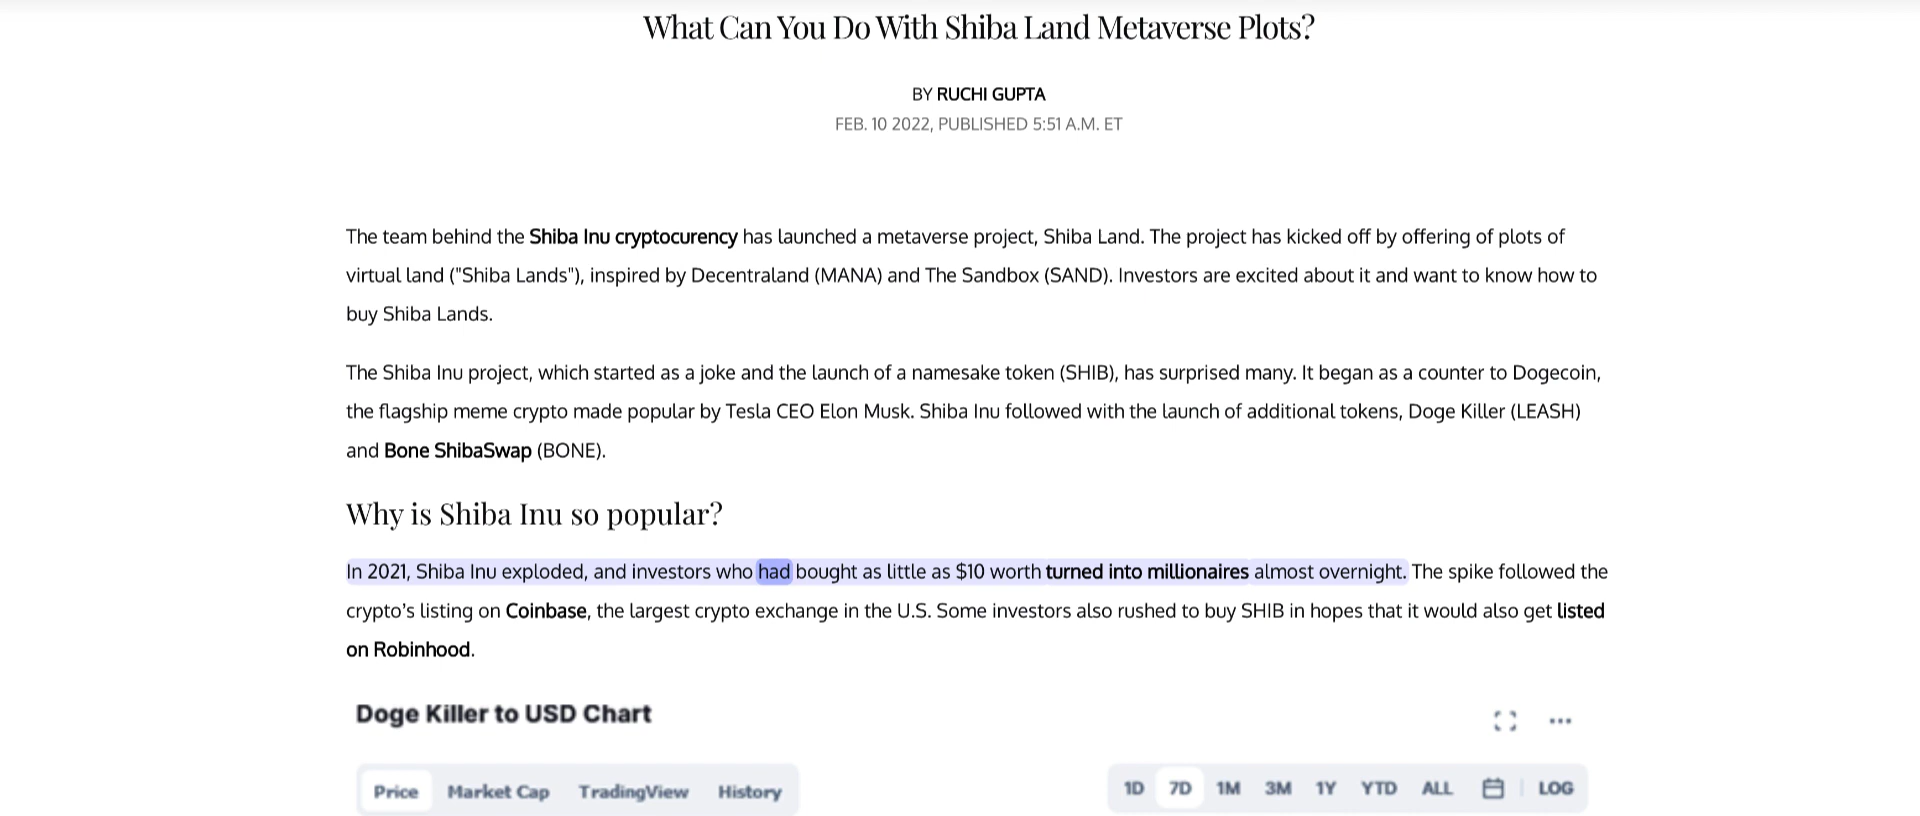 What Can You Do With Shiba Land Metaverse Plots?
BY RUCHI GUPTA
FEB. 10 2022, PUBLISHED 5:51 A.M. ET
The team behind the Shiba Inu cryptocurency has launched a metaverse project, Shiba Land. The project has kicked off by offering of plots of
virtual land ("Shiba Lands"), inspired by Decentraland (MANA) and The Sandbox (SAND). Investors are excited about it and want to know how to
buy Shiba Lands.
The Shiba Inu project, which started as a joke and the launch of a namesake token (SHIB), has surprised many. It began as a counter to Dogecoin,
the flagship meme crypto made popular by Tesla CEO Elon Musk. Shiba Inu followed with the launch of additional tokens, Doge Killer (LEASH)
and Bone ShibaSwap (BONE).
Why is Shiba Inu so popular?
In 2021, Shiba Inu exploded, and investors who had bought as little as $10 worth turned into millionaires almost overnight. The spike followed the
crypto’s listing on Coinbase, the largest crypto exchange in the U.S. Some investors also rushed to buy SHIB in hopes that it would also get listed
on Robinhood.
Doge Killer to USD Chart
Price Market Cap TradingView History 1D 7D 1M 3M 1Y YTD ALL LOG